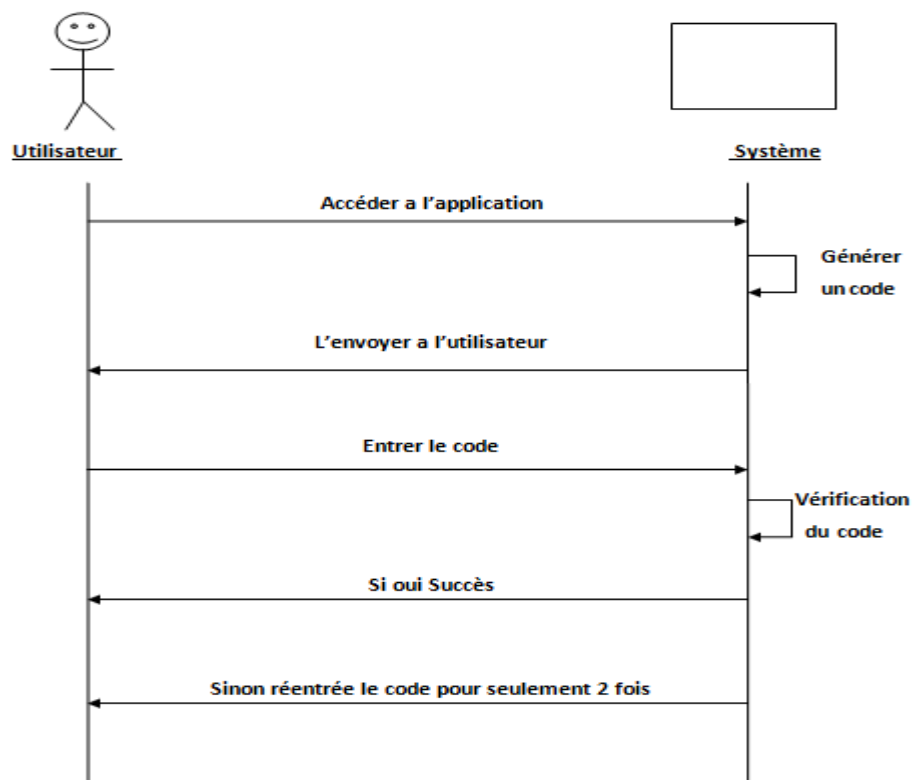 Utilisateur
Système
Accéder a l'application
Générer
un code
L'envoyer a l'utilisateur
Entrer le code
Vérification
du code
Si oui Succès
Sinon réentrée le code pour seulement 2 fois